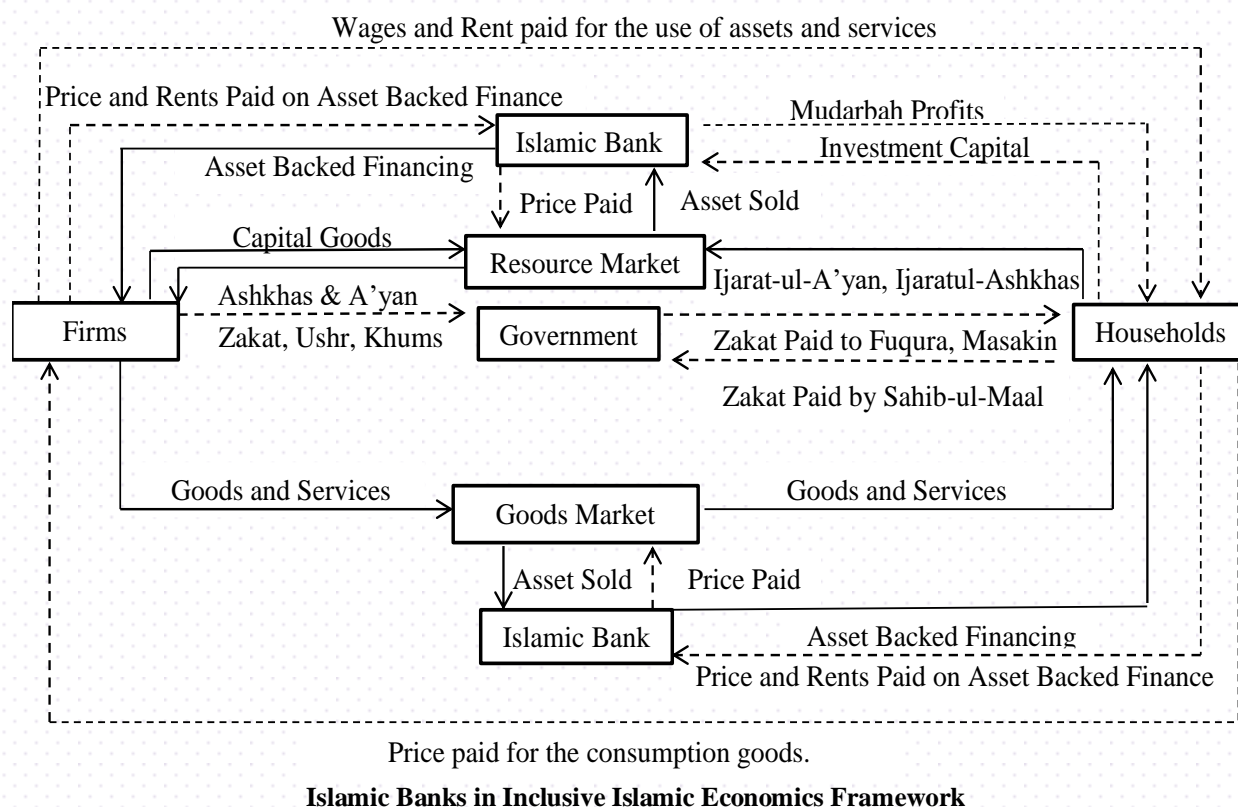 Wages and Rent paid for the use of assets and services
Price and Rents Paid on Asset Backed Finance
Islamic Bank
Mudarbah Profits
Asset Backed Financing
Investment Capital
Price Paid
Asset Sold
Capital Goods
Resource Market
Ijarat-ul-A’yan, Ijaratul-Ashkhas
Ashkhas & A’yan
Firms
Zakat, Ushr, Khums
Government
Zakat Paid to Fuqura, Masakin
Households
Zakat Paid by Sahib-ul-Maal
Goods and Services
Goods Market
Goods and Services
Asset Sold
Price Paid
Islamic Bank
Asset Backed Financing
Price and Rents Paid on Asset Backed Finance
Price paid for the consumption goods.
Islamic Banks in Inclusive Islamic Economics Framework